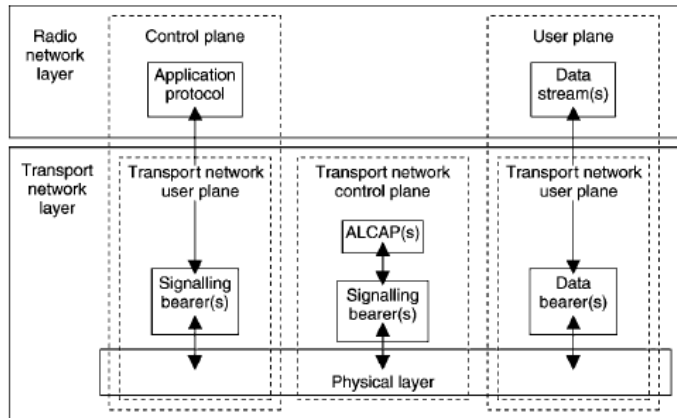 Radio
network
layer
Control plane
Application
protocol
User plane
Data
stream(s)
Transport
network
layer
Transport network
user plane
Signalling
bearer(s)
Transport network
control plane
ALCAP(s)
Signalling
bearer(s)
Transport network
user plane
Data
bearer(s)
Physical layer